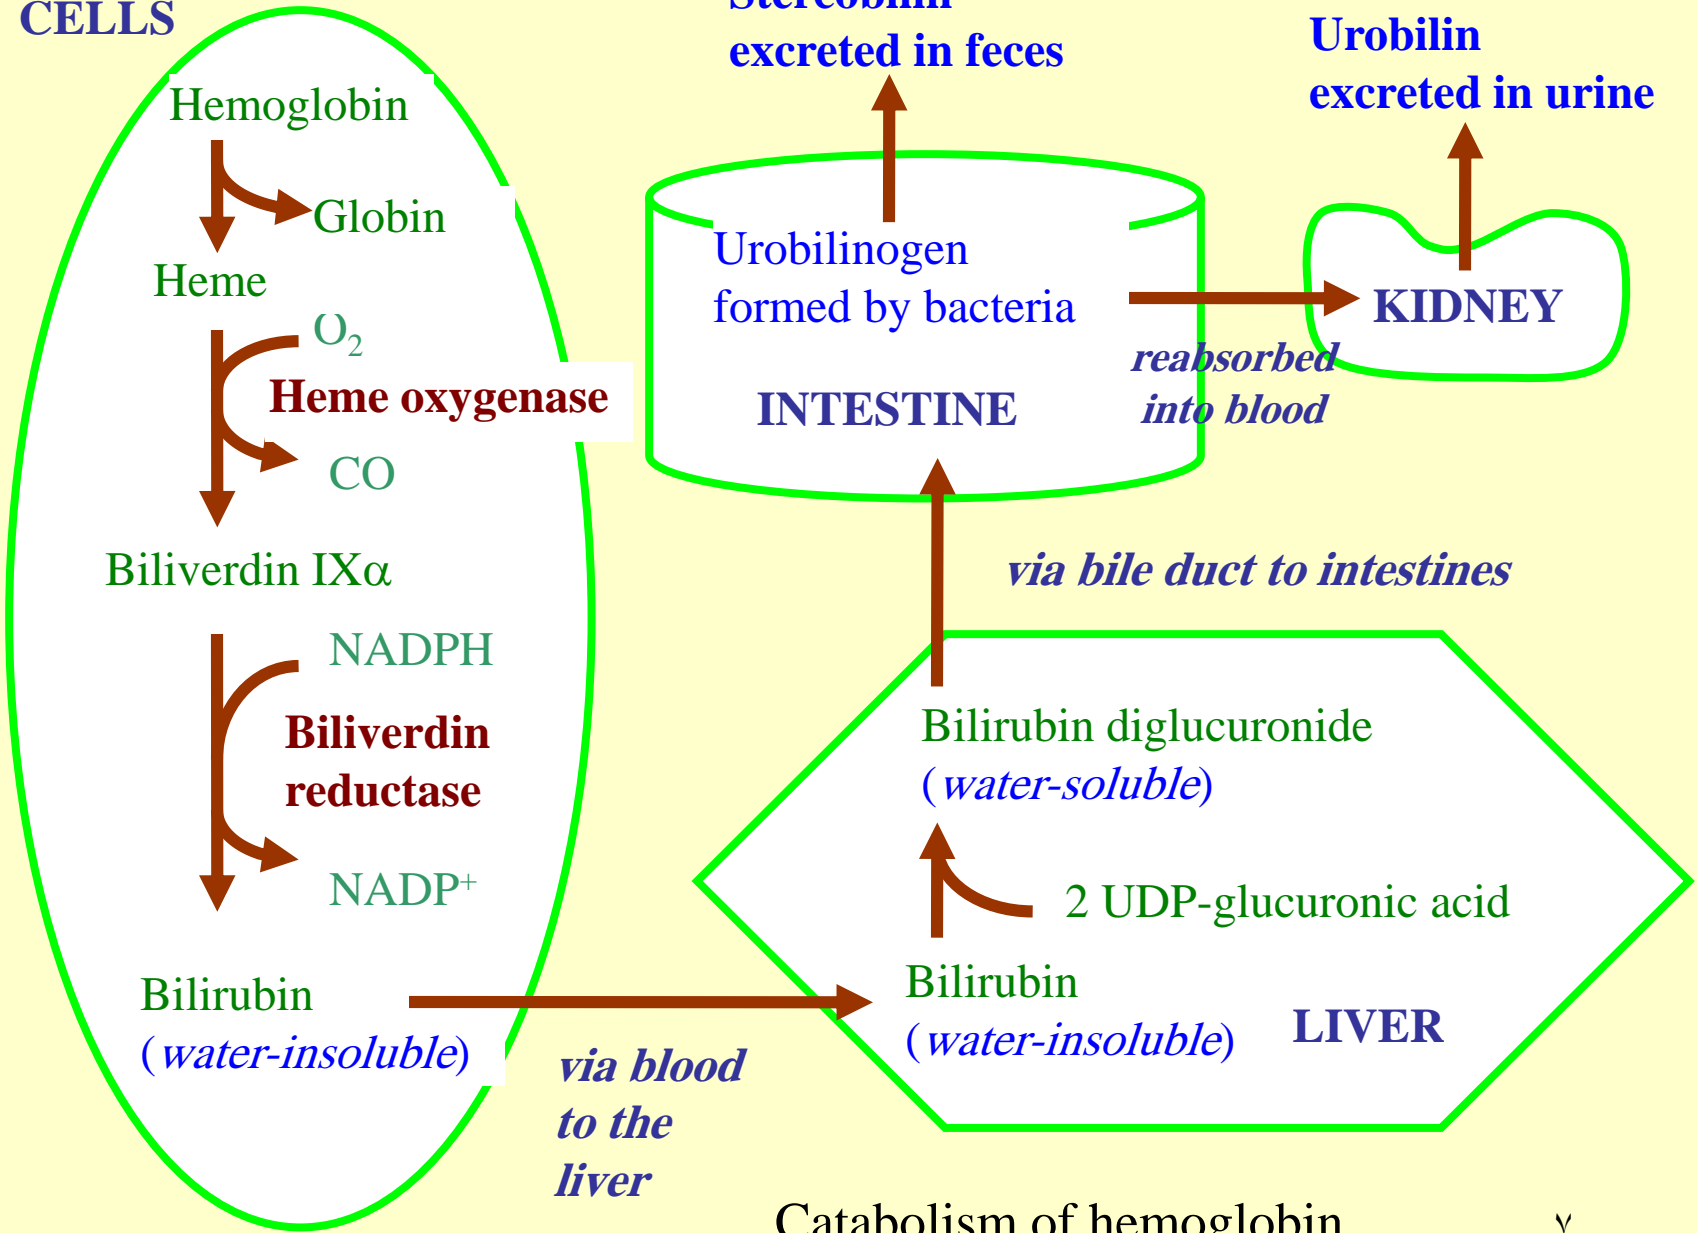 CELLS
Hemoglobin
Globin
Heme
O₂
Heme oxygenase
CO
Biliverdin IXα
NADPH
Biliverdin
reductase
NADP⁺
Bilirubin
(water-insoluble)
via blood
to the
liver
Bilirubin
(water-insoluble)
LIVER
2 UDP-glucuronic acid
Bilirubin diglucuronide
(water-soluble)
via bile duct to intestines
Urobilinogen
formed by bacteria
INTESTINE
reabsorbed
into blood
KIDNEY
Stercobilin
excreted in feces
Urobilin
excreted in urine
Catabolism of hemoglobin
٧